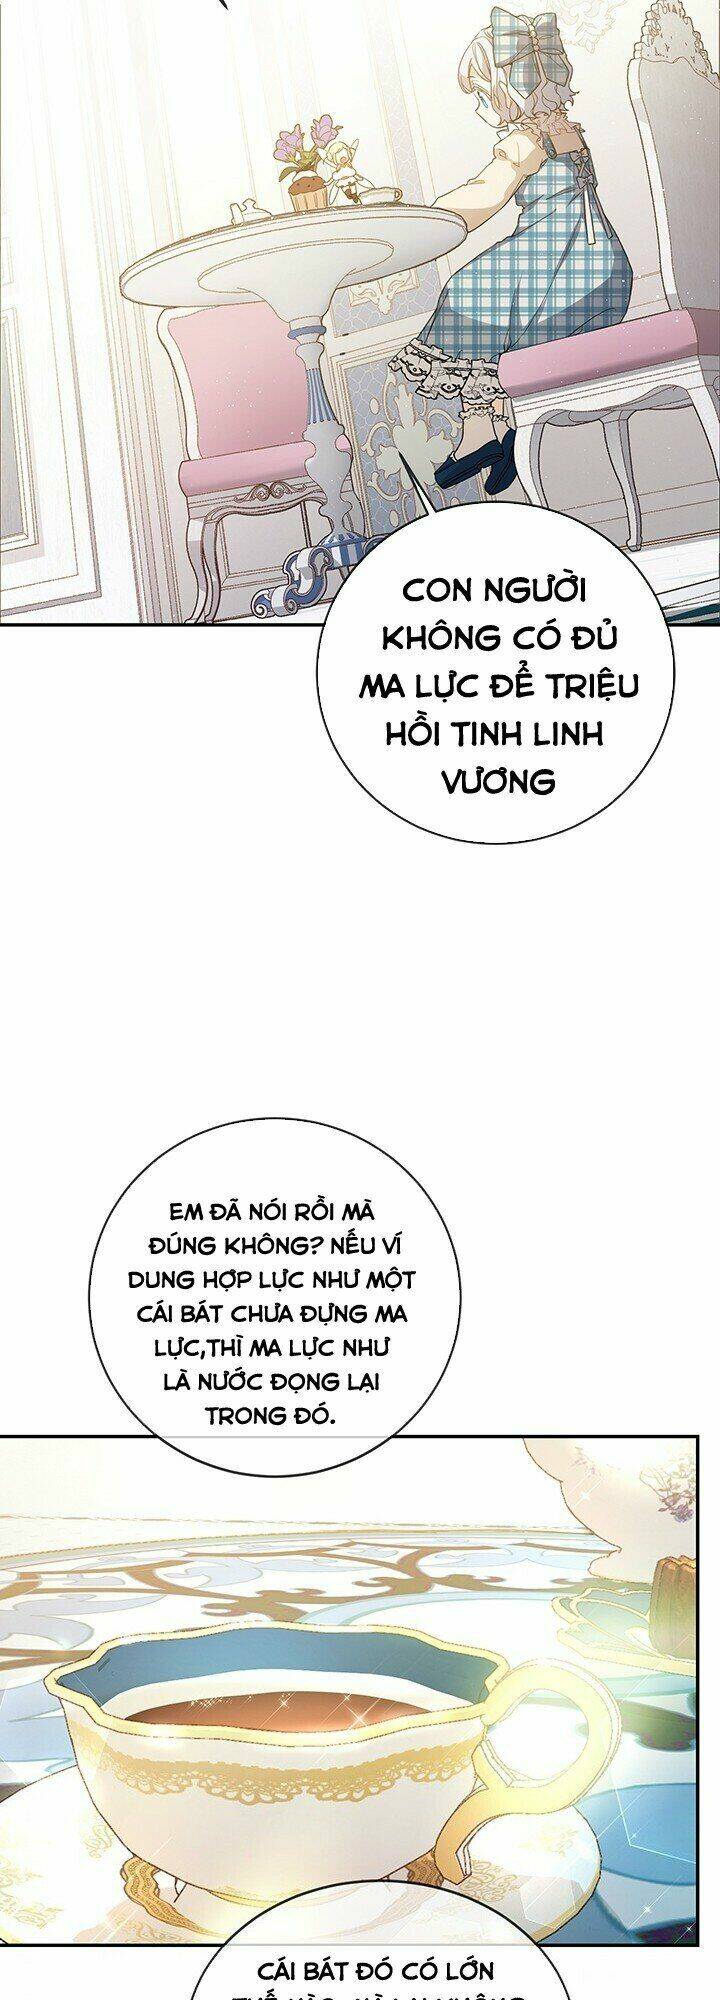 CON NGƯỜI
KHÔNG CÓ ĐỦ
MA LỰC ĐỂ TRIỆU
HỒI TINH LINH
VƯƠNG
EM ĐÃ NÓI RỒI MÀ
ĐÚNG KHÔNG? NẾU VÍ
DUNG HỢP LỰC NHƯ MỘT
CÁI BÁT CHƯA ĐỰNG MA
LỰC,THÌ MA LỰC NHƯ
LÀ NƯỚC ĐỌNG LẠI
TRONG ĐÓ.
CÁI BÁT ĐÓ CÓ LỚN